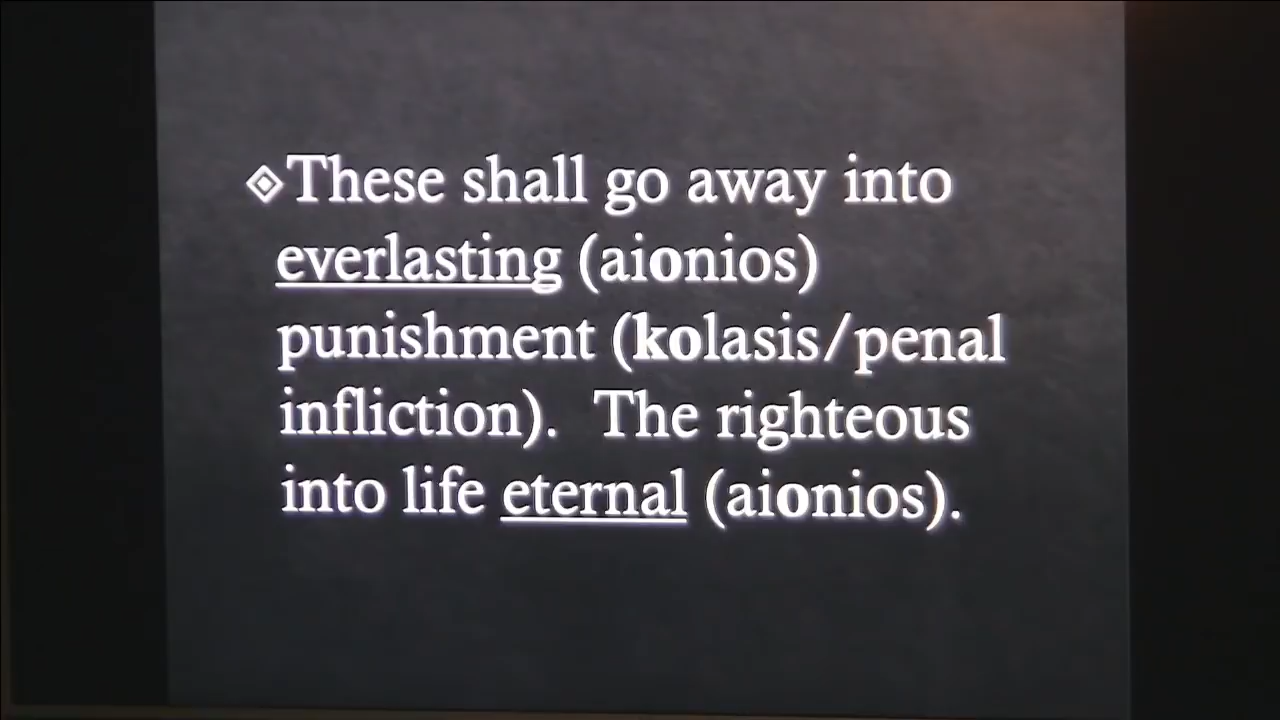 These shall go away into
everlasting (aionios)
punishment (kolasis/penal
infliction). The righteous
into life eternal (aionios).